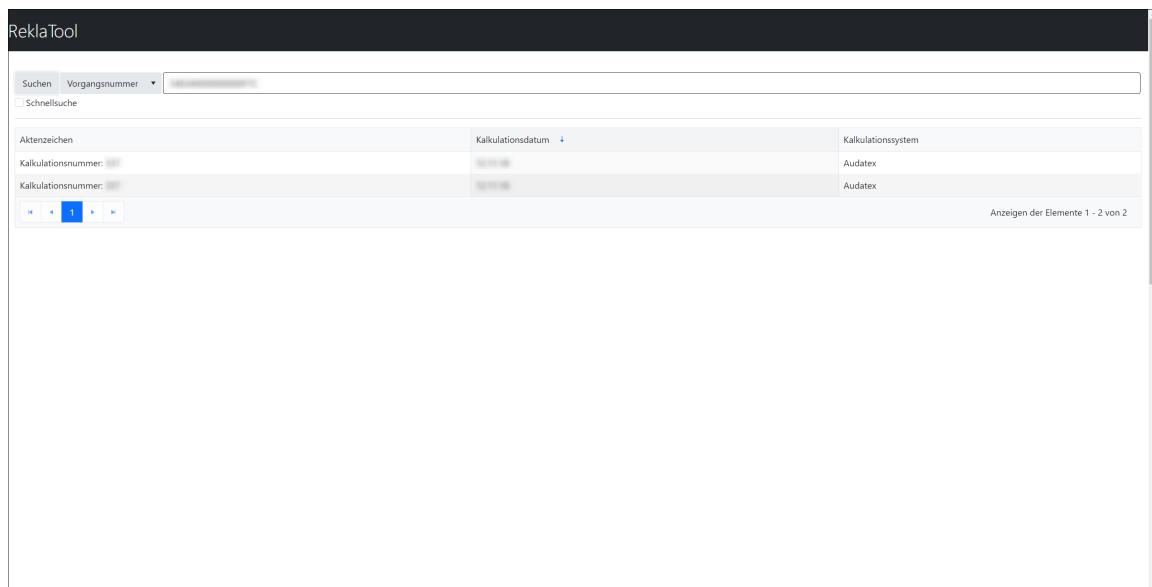 ReklaTool
Suchen Vorgangsnummer
Schnellsuche
Aktenzeichen Kalkulationsdatum Kalkulationssystem
Kalkulationsnummer: Audatex
Kalkulationsnummer: Audatex
1 Anzeigen der Elemente 1 - 2 von 2